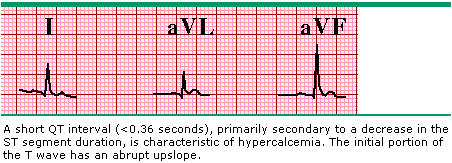 I aVL aVF
A short QT interval (<0.36 seconds), primarily secondary to a decrease in the
ST segment duration, is characteristic of hypercalcemia. The initial portion of
the T wave has an abrupt upslope.